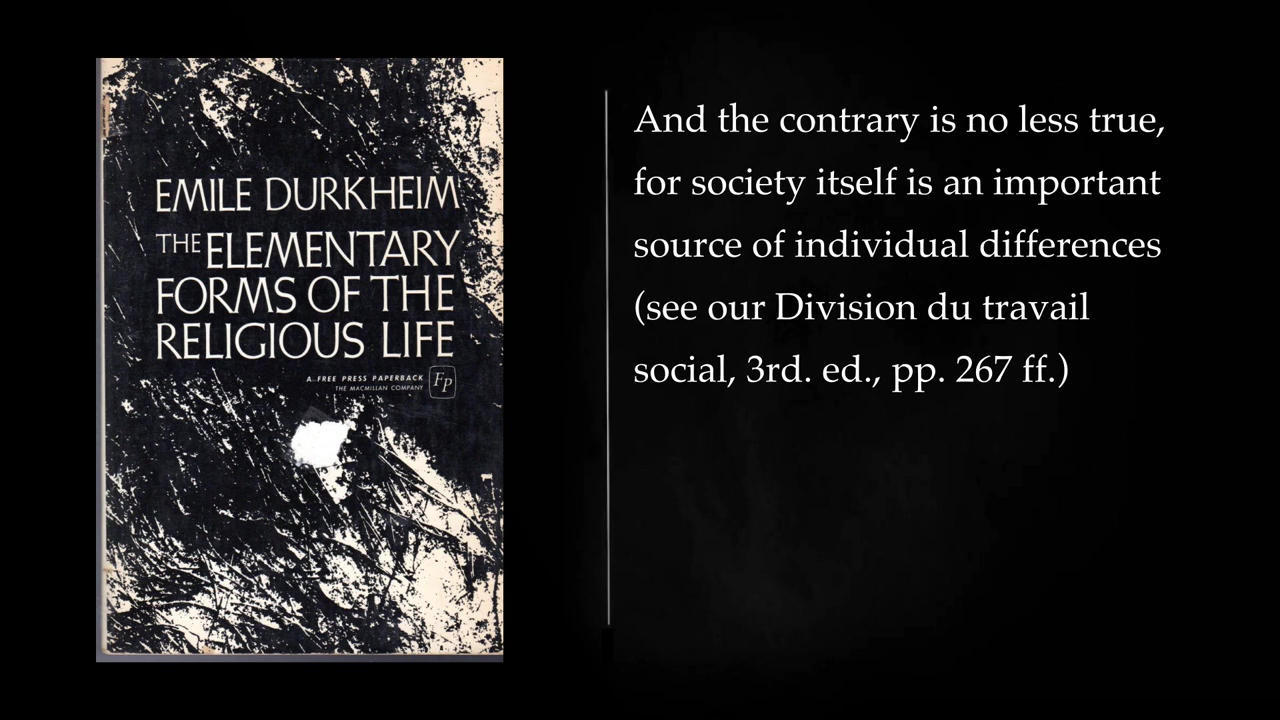 EMILE DURKHEIM
THE ELEMENTARY
FORMS OF THE
RELIGIOUS LIFE
A FREE PRESS PAPERBACK
THE MACMILLAN COMPANY
Fp
And the contrary is no less true,
for society itself is an important
source of individual differences
(see our Division du travail
social, 3rd. ed., pp. 267 ff.)